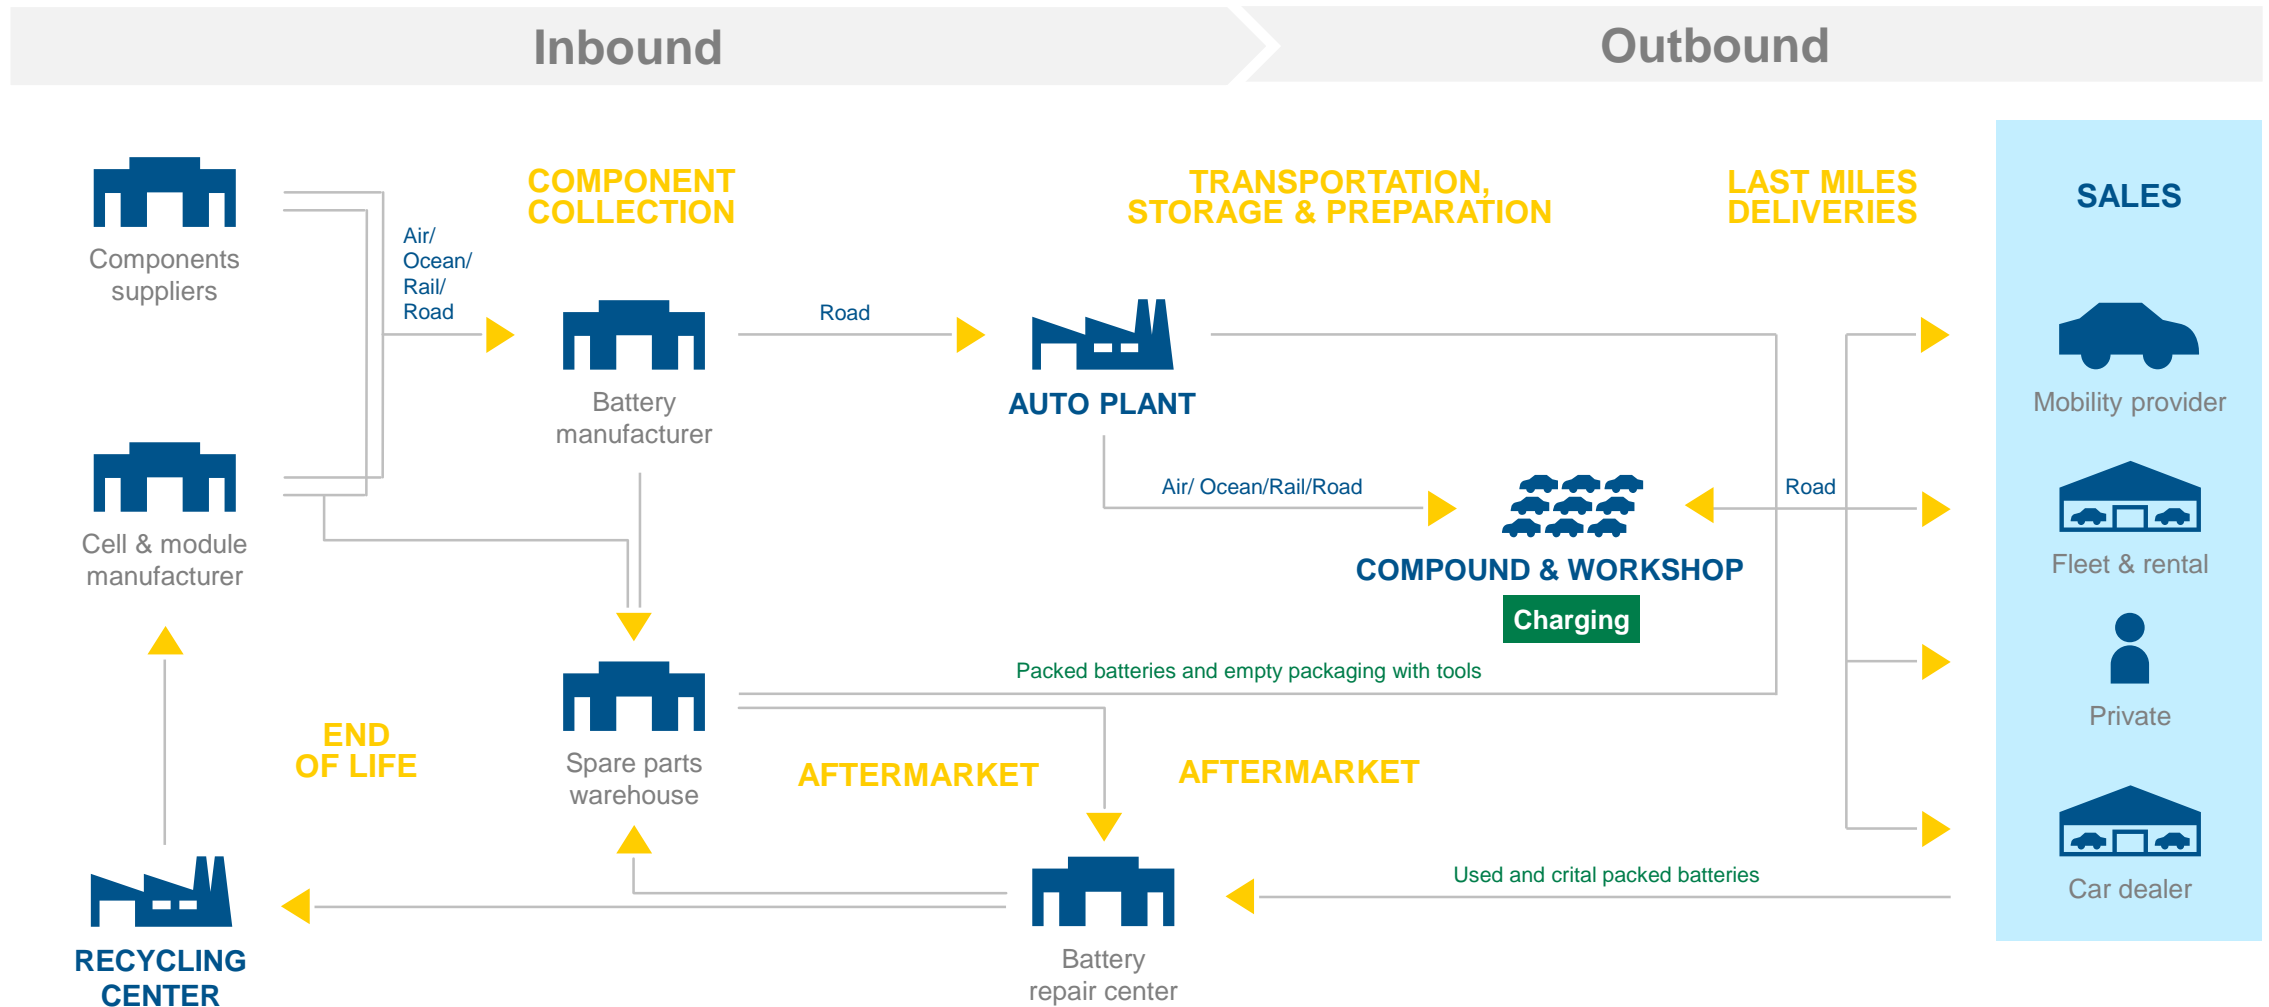 Inbound
Outbound
COMPONENT
COLLECTION
TRANSPORTATION,
STORAGE & PREPARATION
LAST MILES
DELIVERIES
SALES
Components
suppliers
Air/
Ocean/
Rail/
Road
Road
Battery
manufacturer
AUTO PLANT
Mobility provider
Cell & module
manufacturer
Air/ Ocean/Rail/Road
Road
COMPOUND & WORKSHOP
Charging
Fleet & rental
Packed batteries and empty packaging with tools
Private
END
OF LIFE
Spare parts
warehouse
AFTERMARKET
AFTERMARKET
Used and crital packed batteries
Car dealer
RECYCLING
CENTER
Battery
repair center